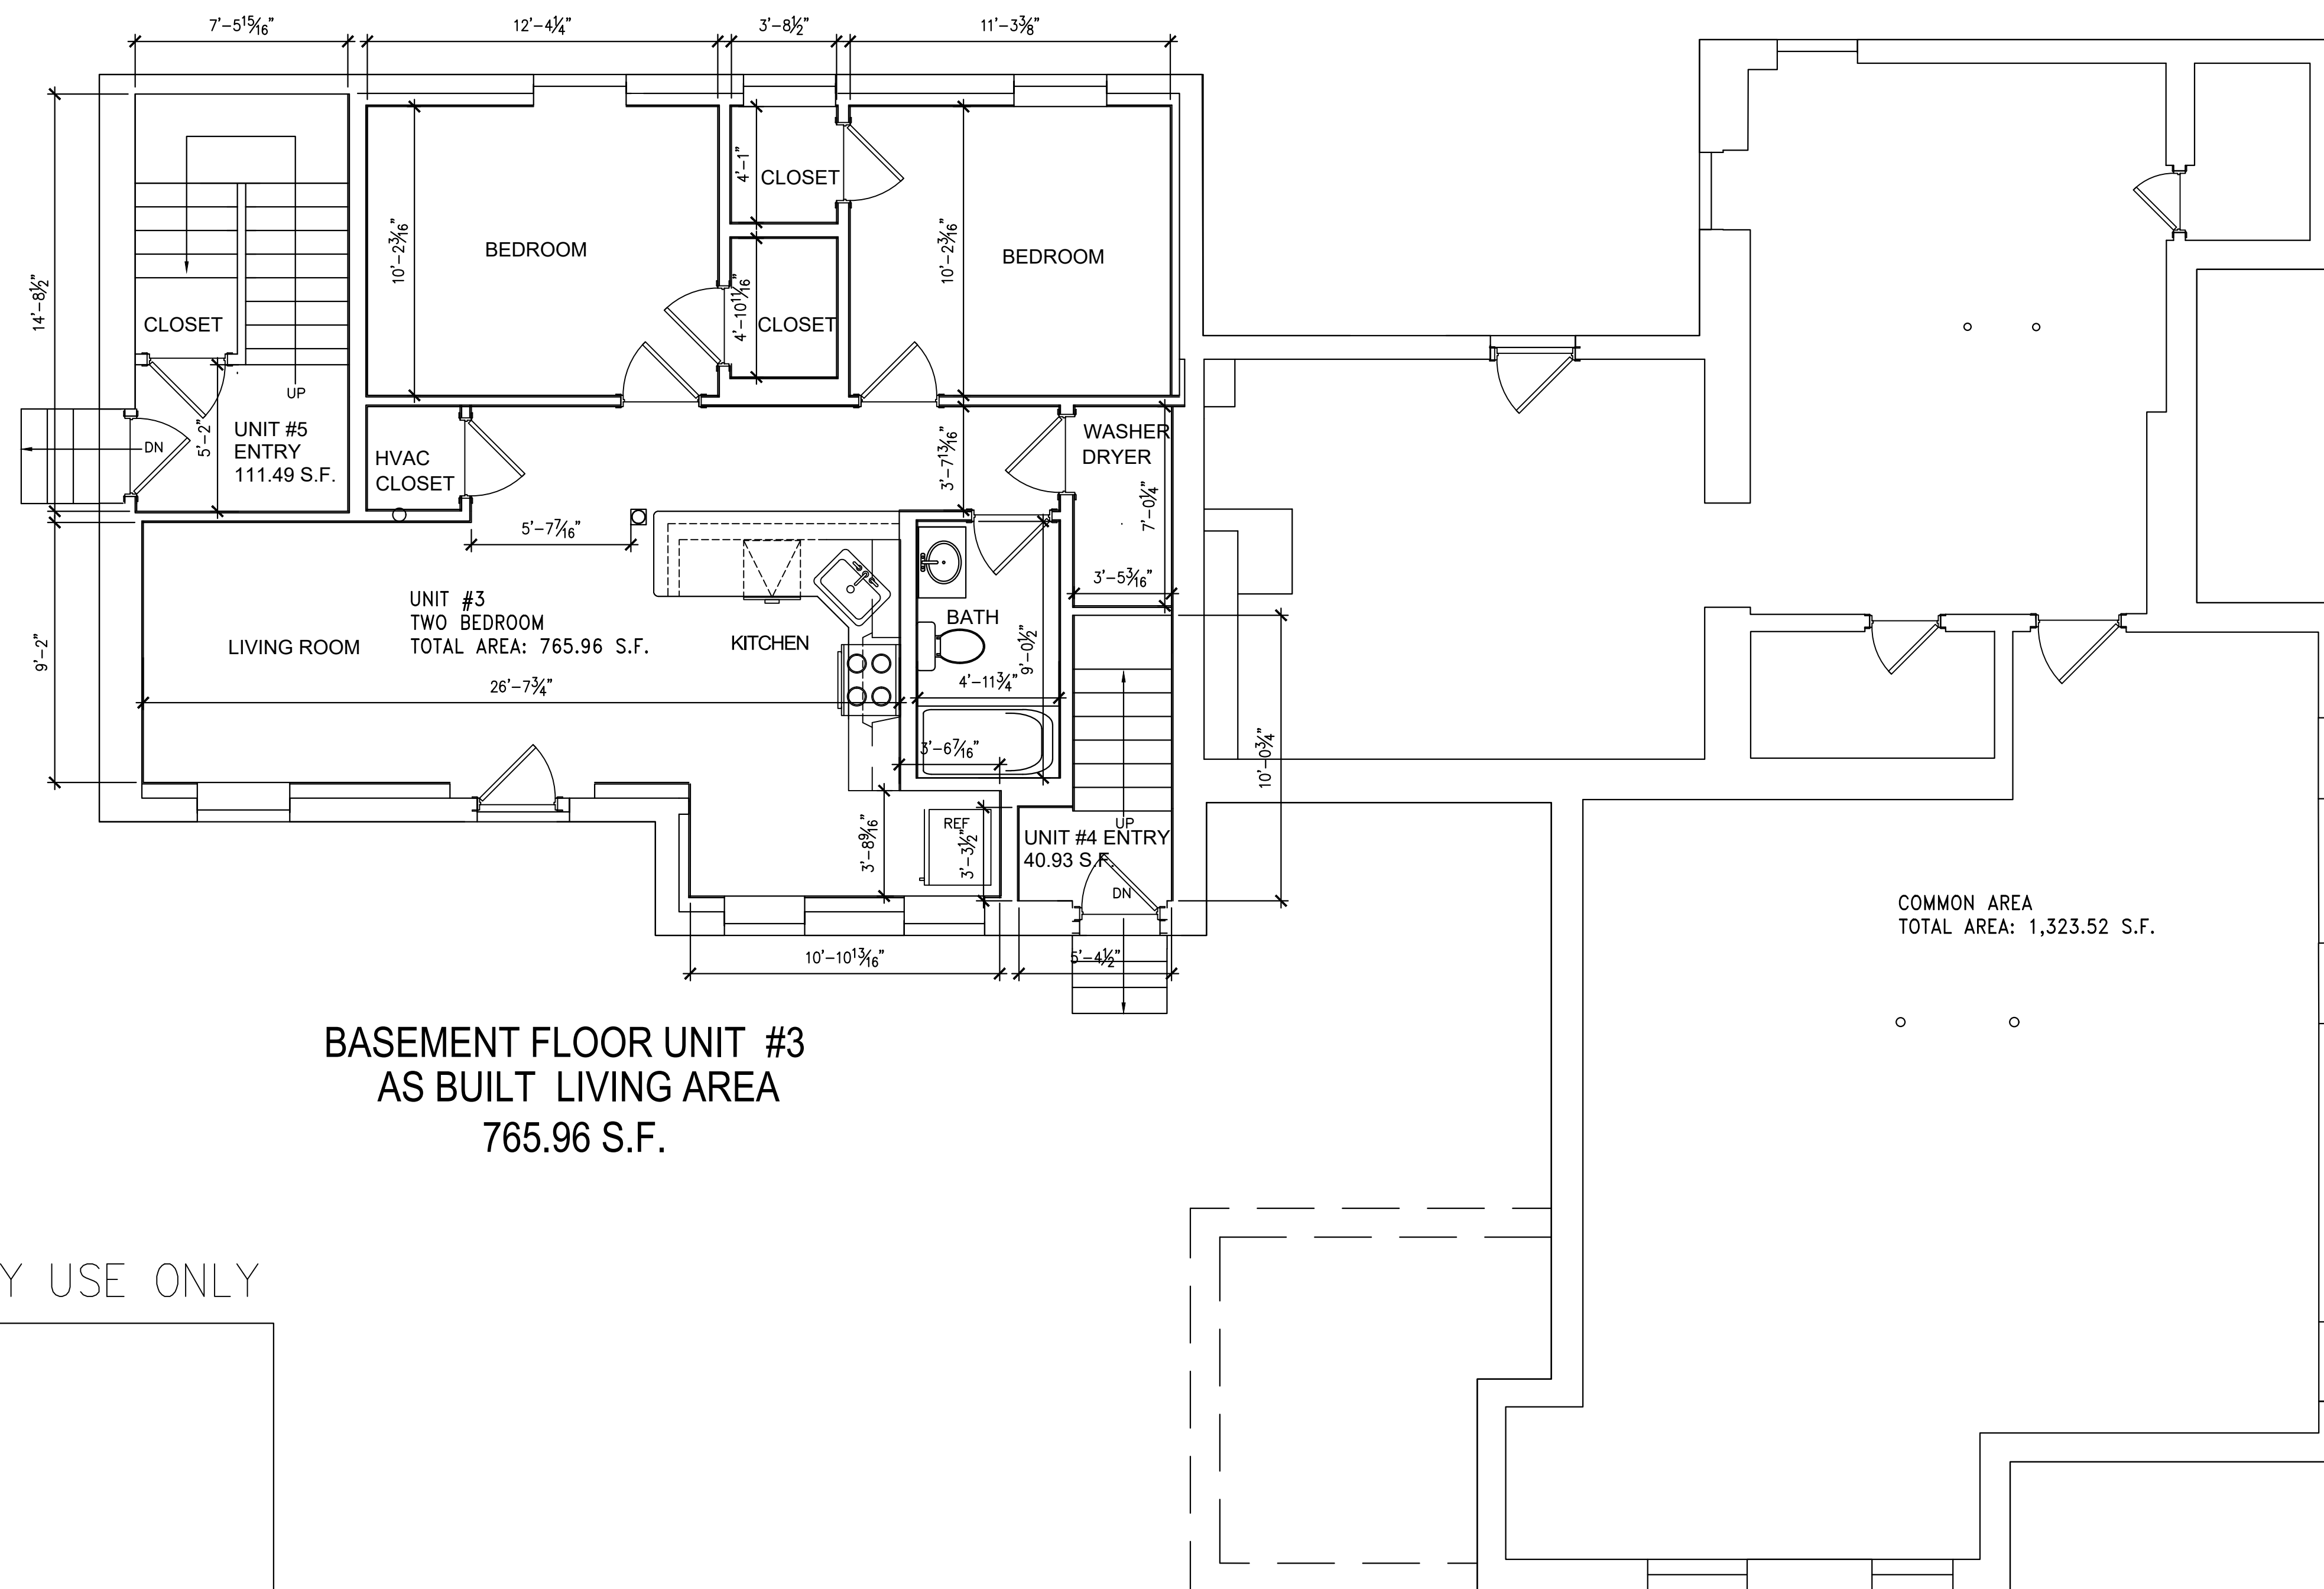 7'-5 15/16"
12'-4 1/4"
3'-8 1/2"
11'-3 3/8"
14'-8 1/2"
9'-2"
CLOSET
UP
DN
5'-2"
UNIT #5
ENTRY
111.49 S.F.
10'-2 3/16"
BEDROOM
4'-1"
CLOSET
4'-10 11/16"
CLOSET
10'-2 3/16"
BEDROOM
HVAC
CLOSET
3'-7 13/16"
WASHER
DRYER
7'-0 1/4"
3'-5 3/16"
5'-7 7/16"
UNIT #3
TWO BEDROOM
TOTAL AREA: 765.96 S.F.
LIVING ROOM
KITCHEN
26'-7 3/4"
BATH
9'-0 1/2"
4'-11 3/4"
3'-6 7/16"
10'-0 3/4"
3'-8 9/16"
REF
3'-3 1/2"
UP
UNIT #4 ENTRY
40.93 S.F.
DN
10'-10 13/16"
5'-4 1/2"
COMMON AREA
TOTAL AREA: 1,323.52 S.F.
BASEMENT FLOOR UNIT #3
AS BUILT LIVING AREA
765.96 S.F.
Y USE ONLY